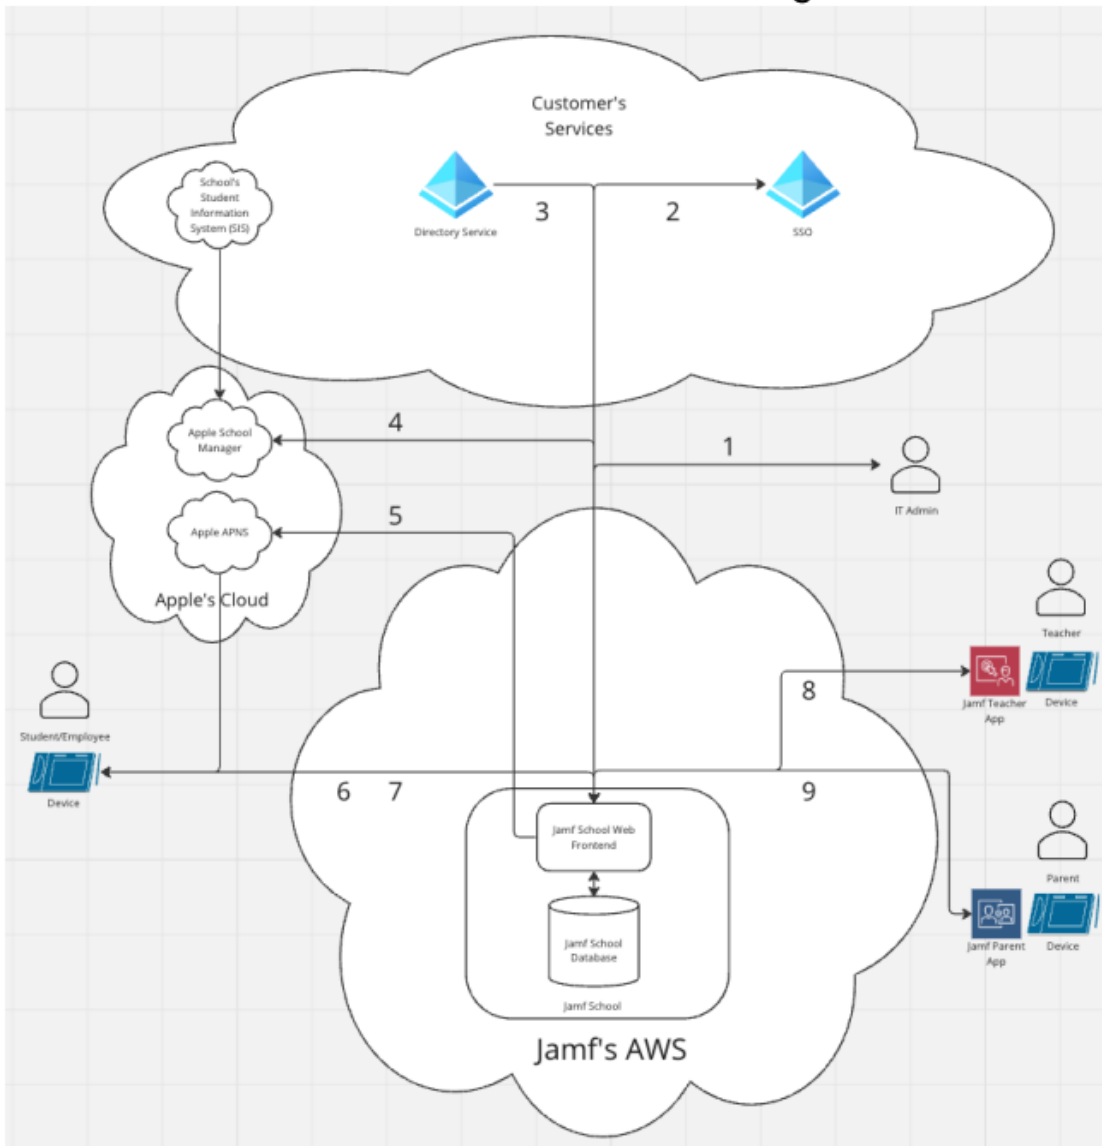 Customer's
Services
School's
Student
Information
System (SIS)
Directory Service
3
2
SSO
Apple School
Manager
4
1
IT Admin
Apple APNS
5
Apple's Cloud
Teacher
Jamf Teacher
App
Device
8
Student/Employee
Device
6
7
9
Jamf School Web
Frontend
Parent
Jamf Parent
App
Device
Jamf School
Database
Jamf School
Jamf's AWS